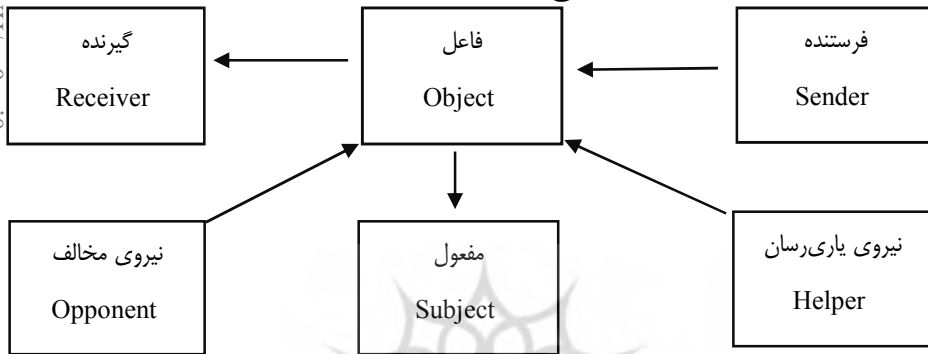 فرستنده
Sender
فاعل
Object
گیرنده
Receiver
نیروی یاری‌رسان
Helper
مفعول
Subject
نیروی مخالف
Opponent